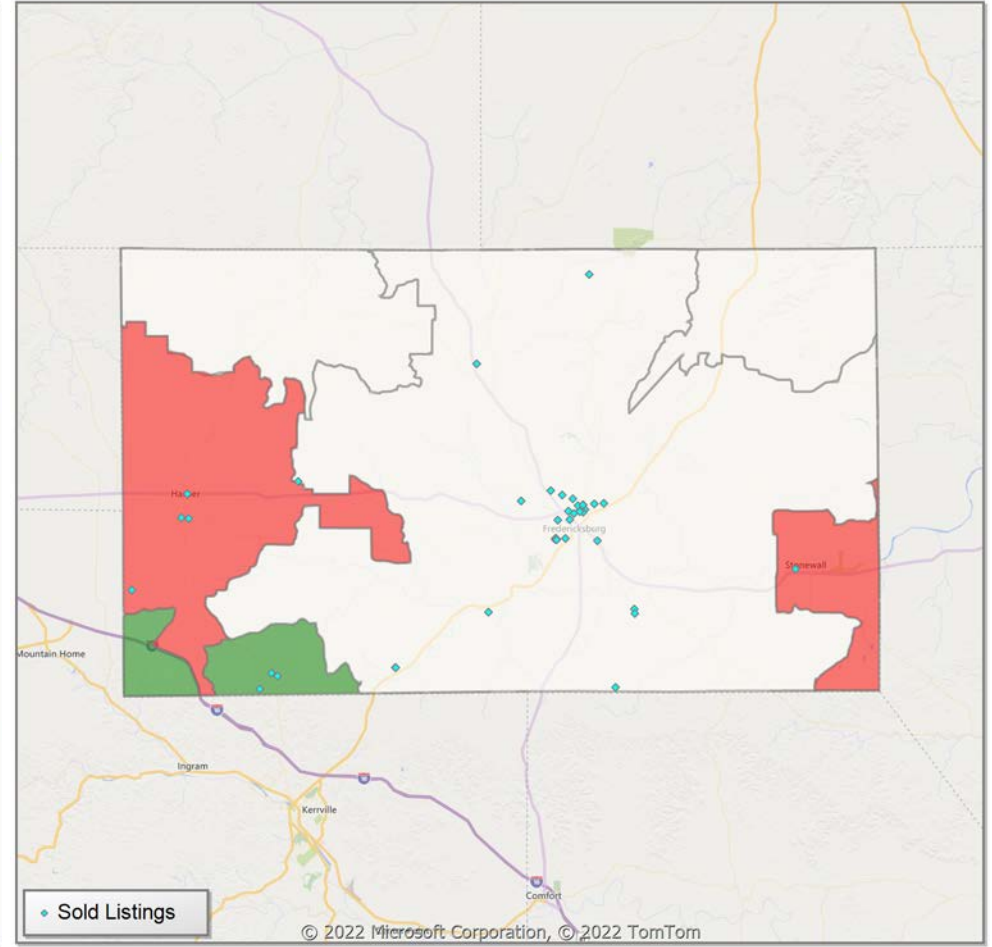 Harper
Fredericksburg
Stonewall
Mountain Home
Ingram
Kerrville
Comfort
Sold Listings
© 2022 Microsoft Corporation, © 2022 TomTom